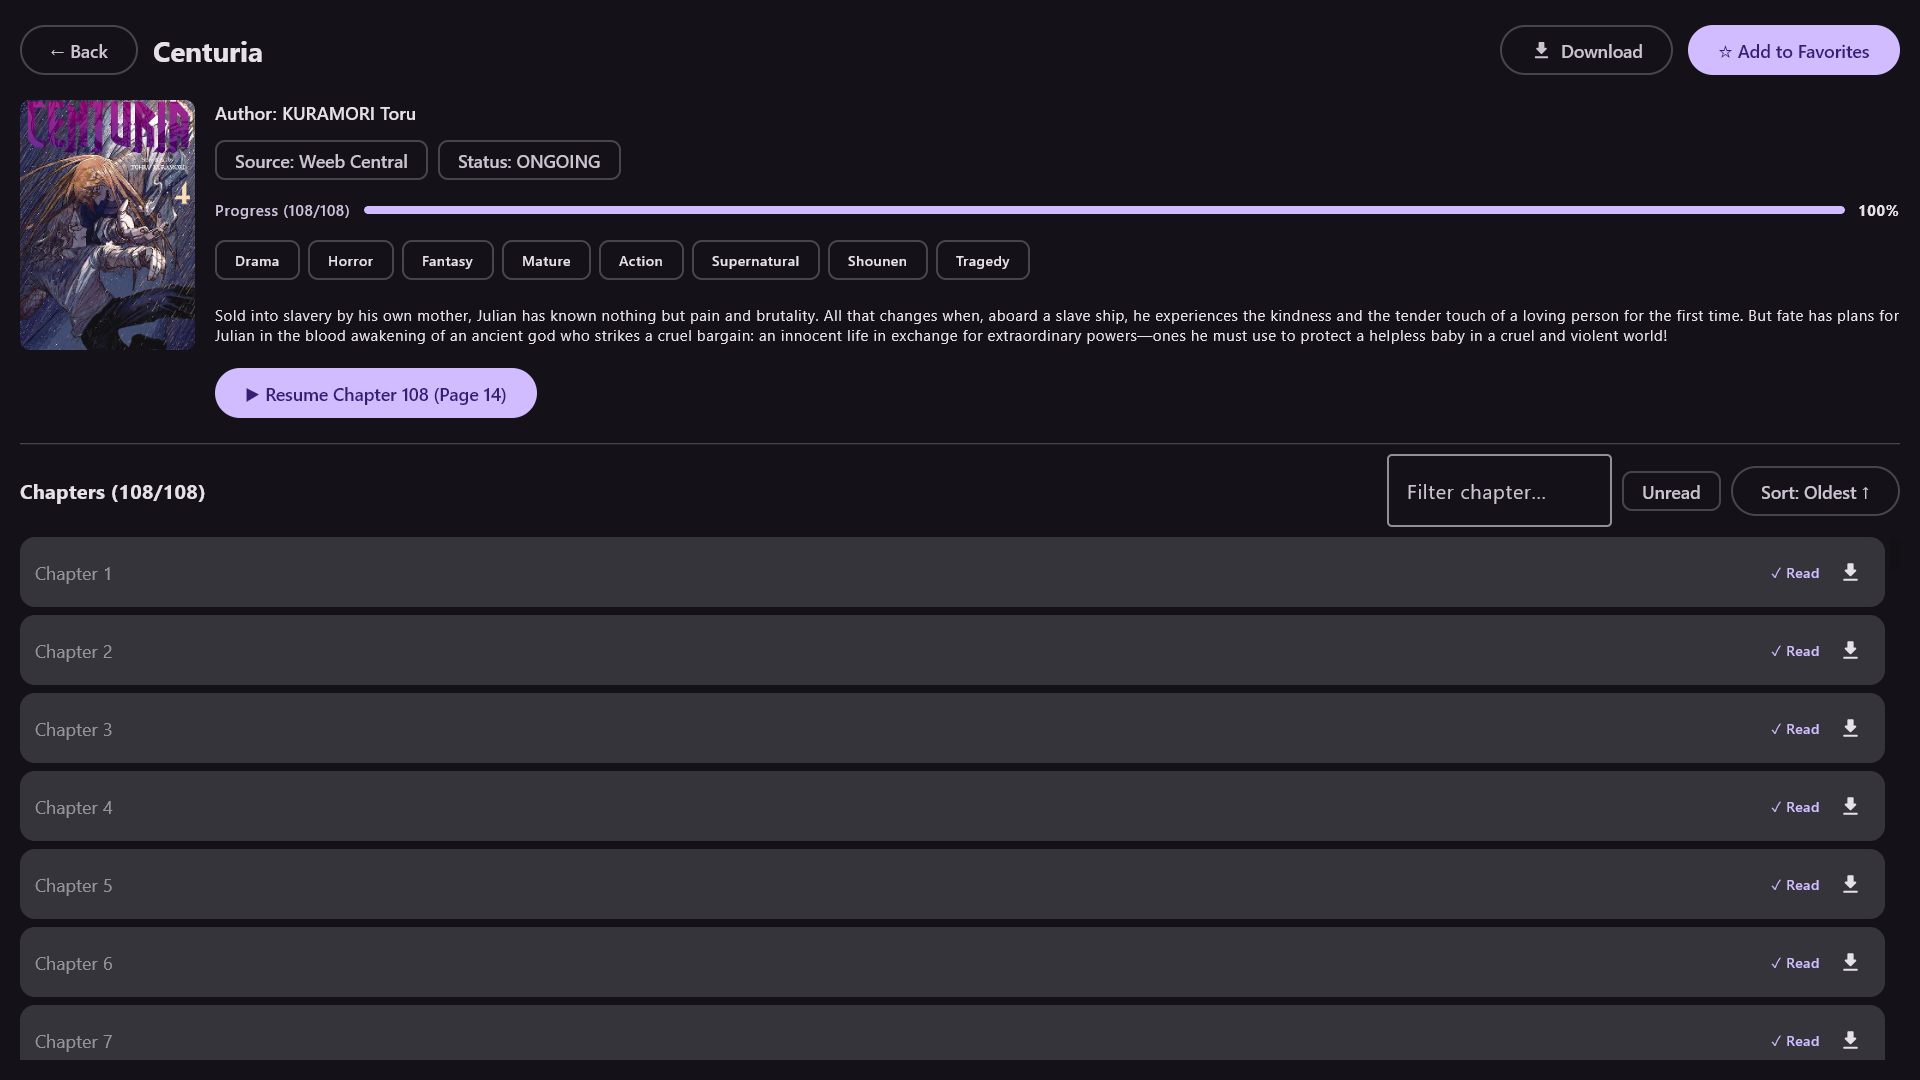 ← Back
Centuria
Download
☆ Add to Favorites
CENTURIA
TORU KURAMORI
4
Author: KURAMORI Toru
Source: Weeb Central
Status: ONGOING
Progress (108/108)
100%
Drama
Horror
Fantasy
Mature
Action
Supernatural
Shounen
Tragedy
Sold into slavery by his own mother, Julian has known nothing but pain and brutality. All that changes when, aboard a slave ship, he experiences the kindness and the tender touch of a loving person for the first time. But fate has plans for
Julian in the blood awakening of an ancient god who strikes a cruel bargain: an innocent life in exchange for extraordinary powers—ones he must use to protect a helpless baby in a cruel and violent world!
▶ Resume Chapter 108 (Page 14)
Chapters (108/108)
Filter chapter...
Unread
Sort: Oldest ↑
Chapter 1
✓ Read
Chapter 2
✓ Read
Chapter 3
✓ Read
Chapter 4
✓ Read
Chapter 5
✓ Read
Chapter 6
✓ Read
Chapter 7
✓ Read